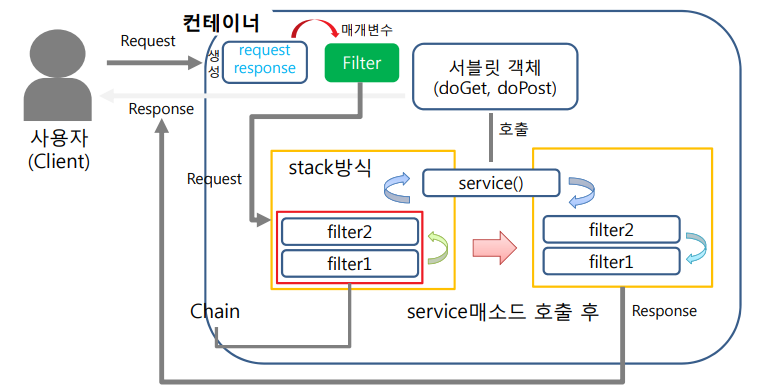 컨테이너
Request
생성
request
response
매개변수
Filter
서블릿 객체
(doGet, doPost)
Response
사용자
(Client)
호출
Request
stack방식
service()
filter2
filter1
filter2
filter1
Chain
service매소드 호출 후
Response